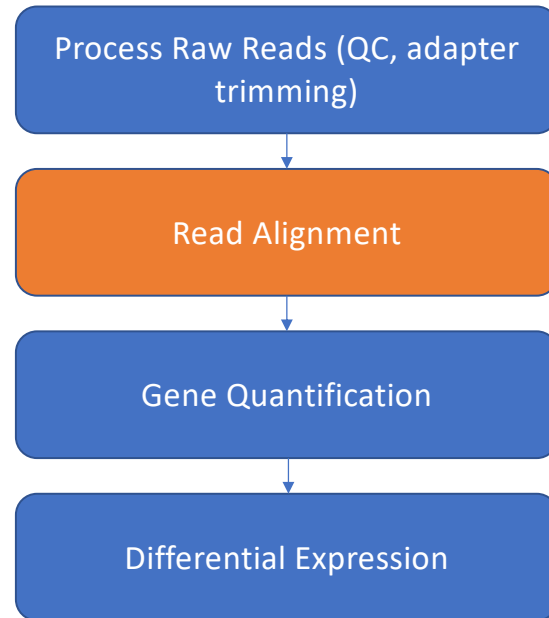 Process Raw Reads (QC, adapter
trimming)
Read Alignment
Gene Quantification
Differential Expression